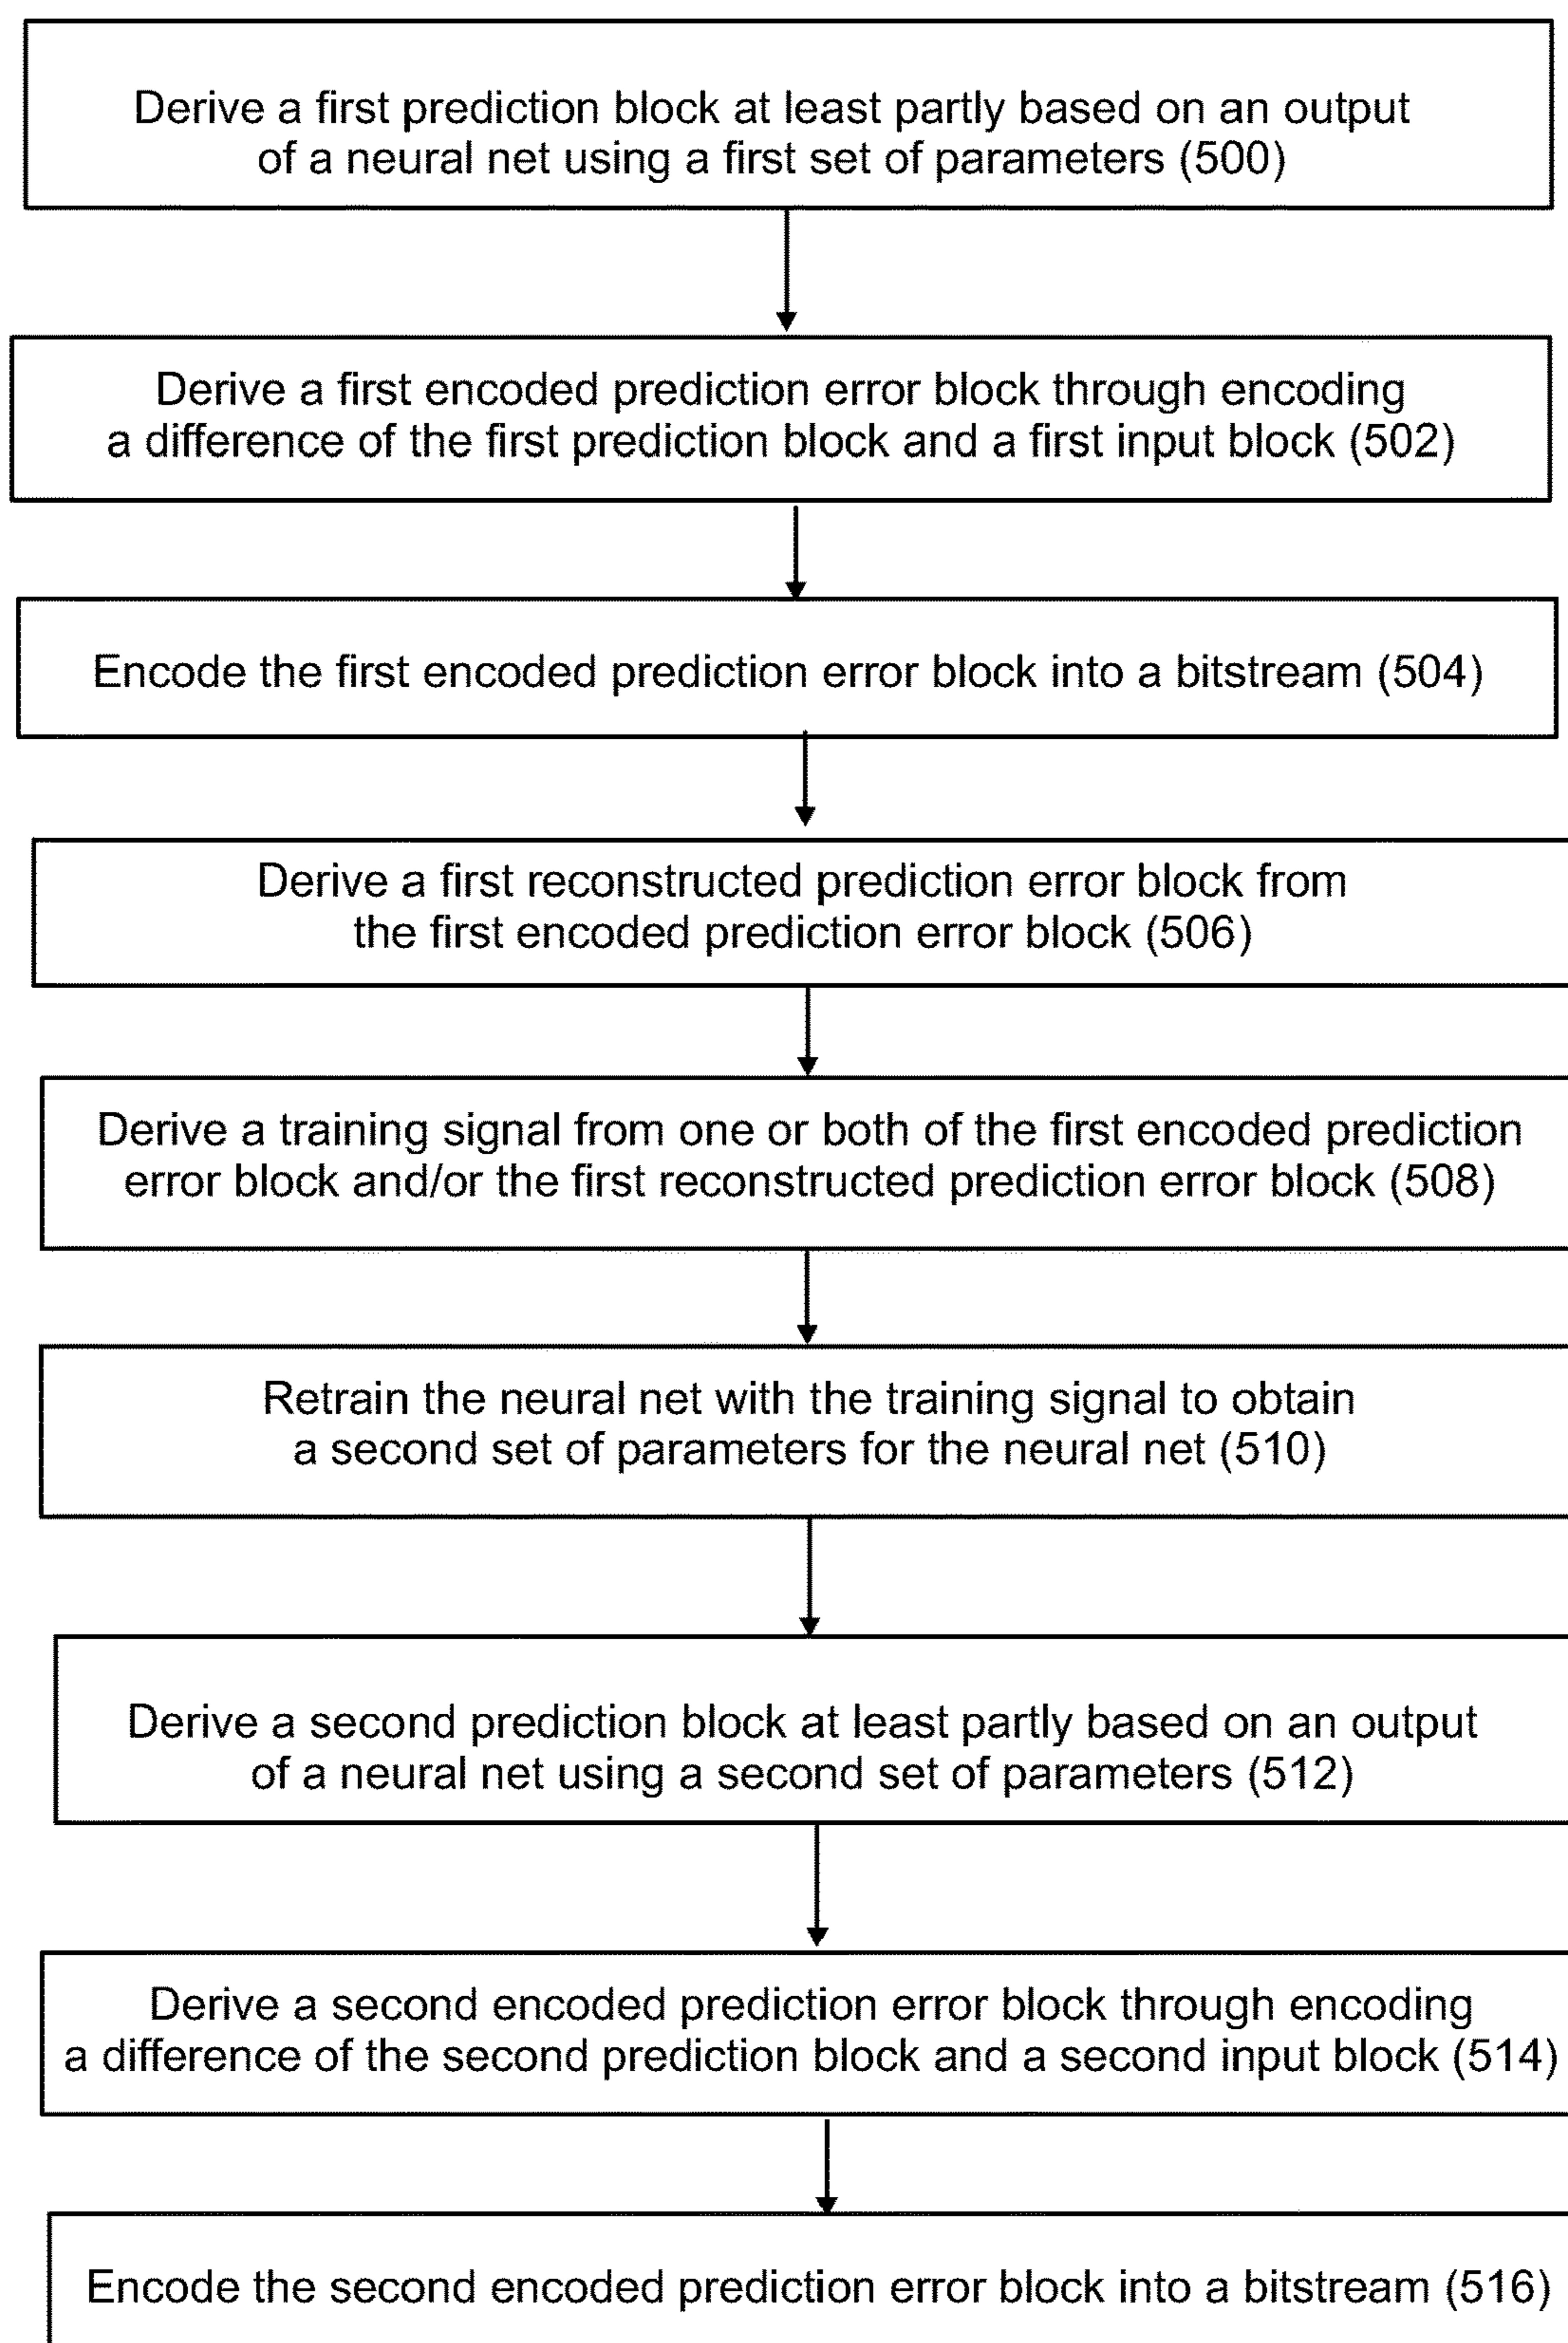 Derive a first prediction block at least partly based on an output
of a neural net using a first set of parameters (500)
Derive a first encoded prediction error block through encoding
a difference of the first prediction block and a first input block (502)
Encode the first encoded prediction error block into a bitstream (504)
Derive a first reconstructed prediction error block from
the first encoded prediction error block (506)
Derive a training signal from one or both of the first encoded prediction
error block and/or the first reconstructed prediction error block (508)
Retrain the neural net with the training signal to obtain
a second set of parameters for the neural net (510)
Derive a second prediction block at least partly based on an output
of a neural net using a second set of parameters (512)
Derive a second encoded prediction error block through encoding
a difference of the second prediction block and a second input block (514)
Encode the second encoded prediction error block into a bitstream (516)